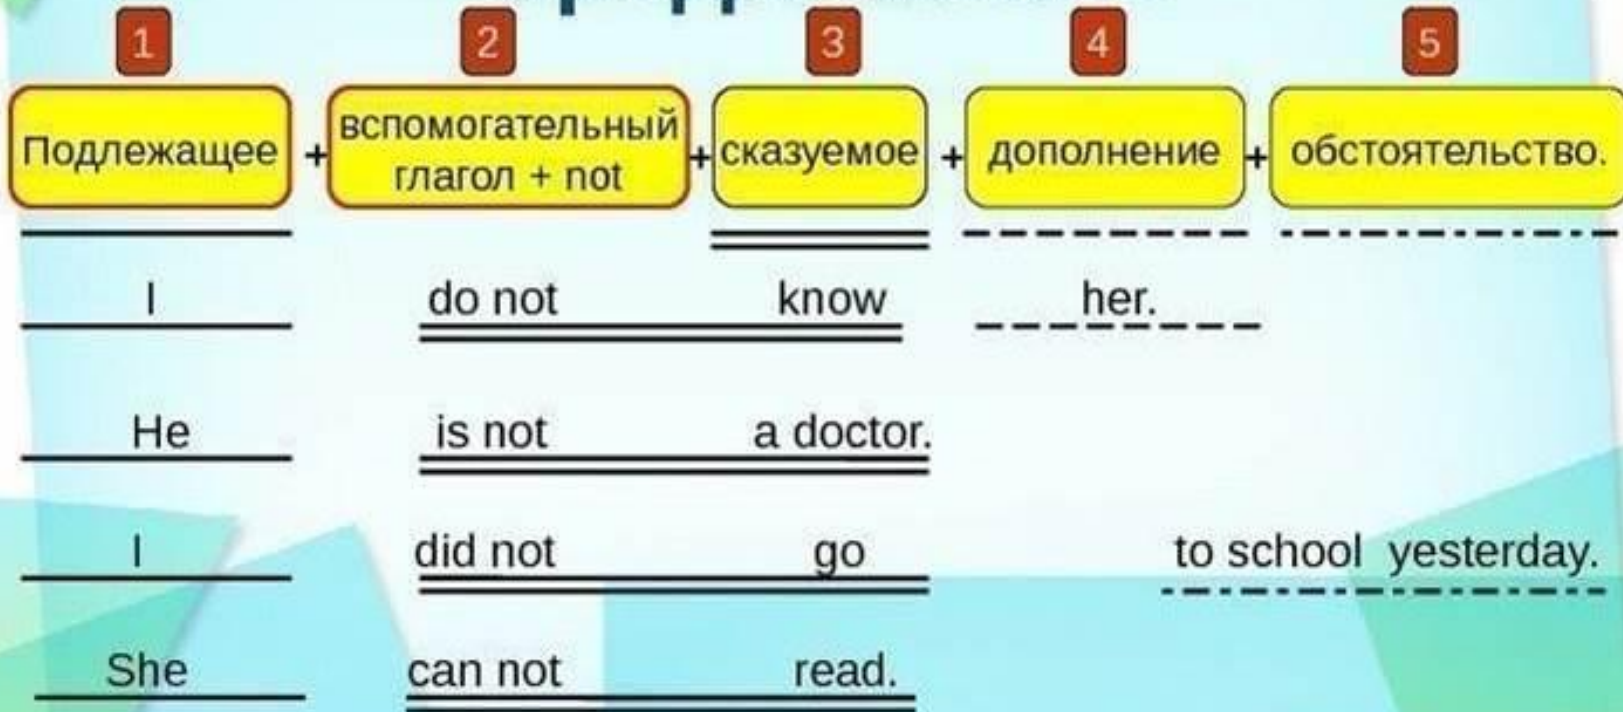 1 2 3 4 5
Подлежащее + вспомогательный глагол + not + сказуемое + дополнение + обстоятельство.
I do not know her.
He is not a doctor.
I did not go to school yesterday.
She can not read.